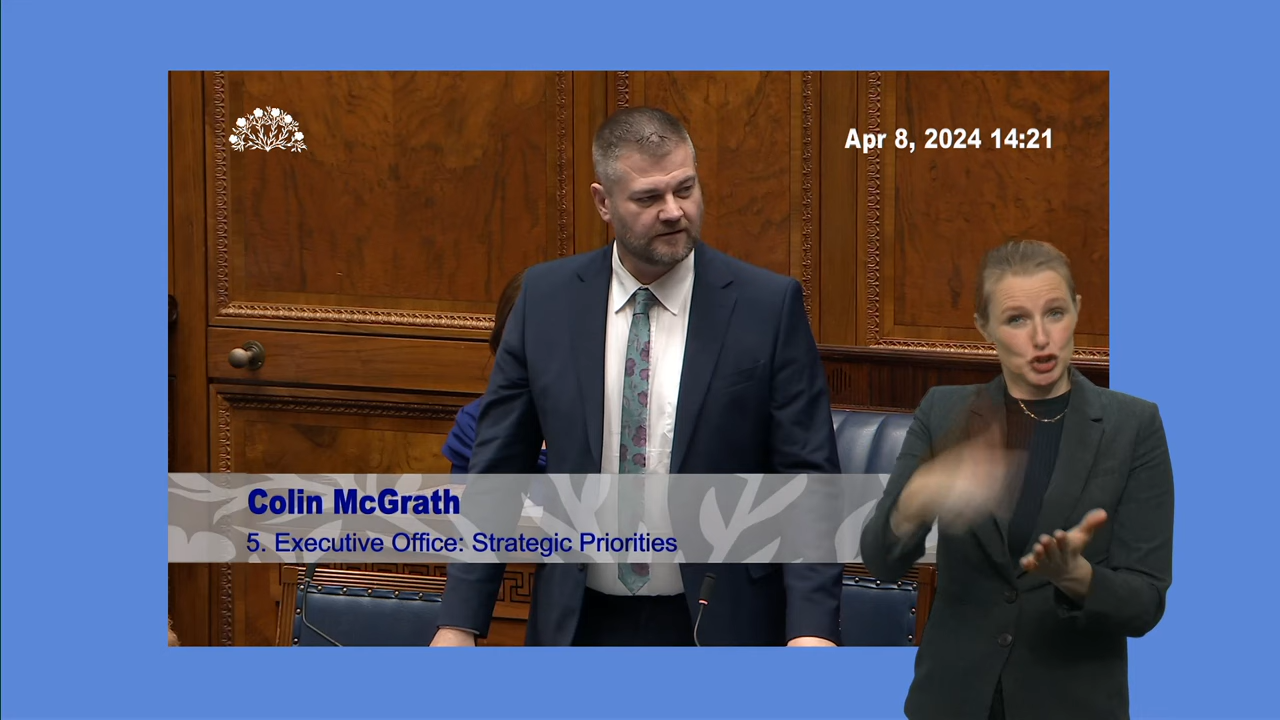 Apr 8, 2024 14:21
Colin McGrath
5. Executive Office: Strategic Priorities